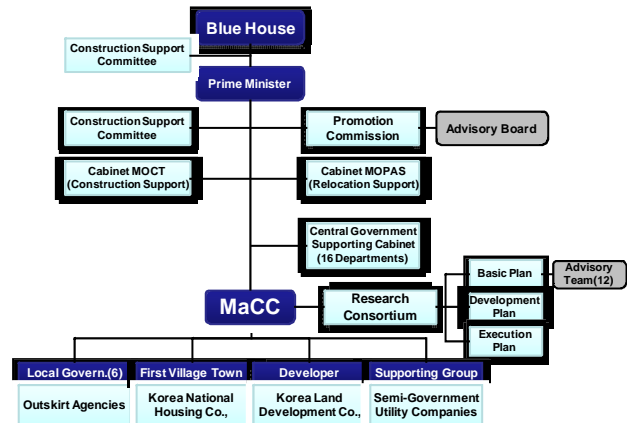 Blue House
Construction Support
Committee
Prime Minister
Construction Support
Committee
Promotion
Commission
Advisory Board
Cabinet MOCT
(Construction Support)
Cabinet MOPAS
(Relocation Support)
Central Government
Supporting Cabinet
(16 Departments)
MaCC
Research
Consortium
Basic Plan
Advisory
Team(12)
Development
Plan
Execution
Plan
Local Govern.(6)
First Village Town
Developer
Supporting Group
Outskirt Agencies
Korea National
Housing Co.,
Korea Land
Development Co.,
Semi-Government
Utility Companies